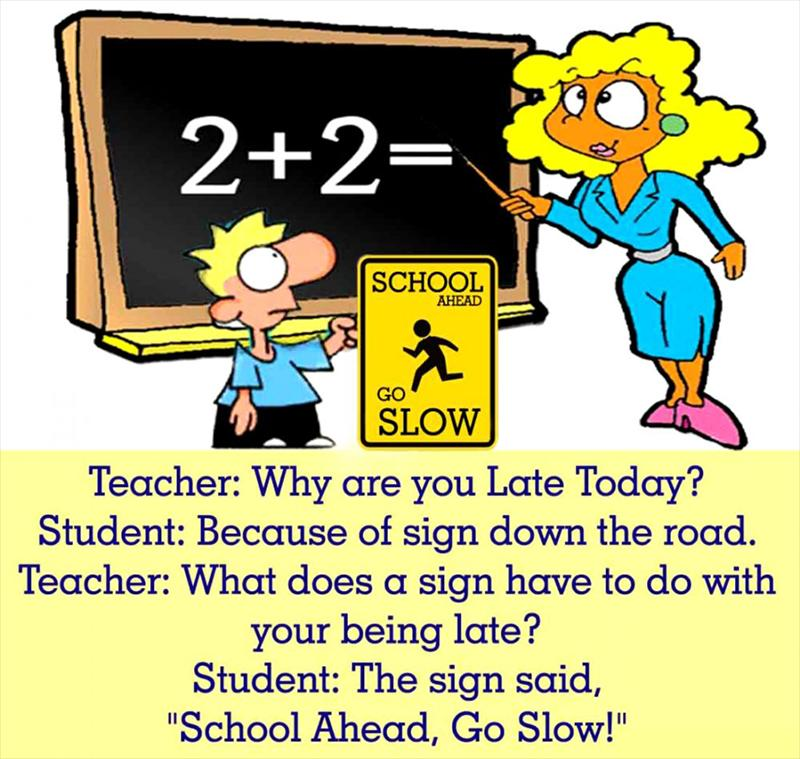 2+2=
SCHOOL
AHEAD
GO
SLOW
Teacher: Why are you Late Today?
Student: Because of sign down the road.
Teacher: What does a sign have to do with
your being late?
Student: The sign said,
"School Ahead, Go Slow!"